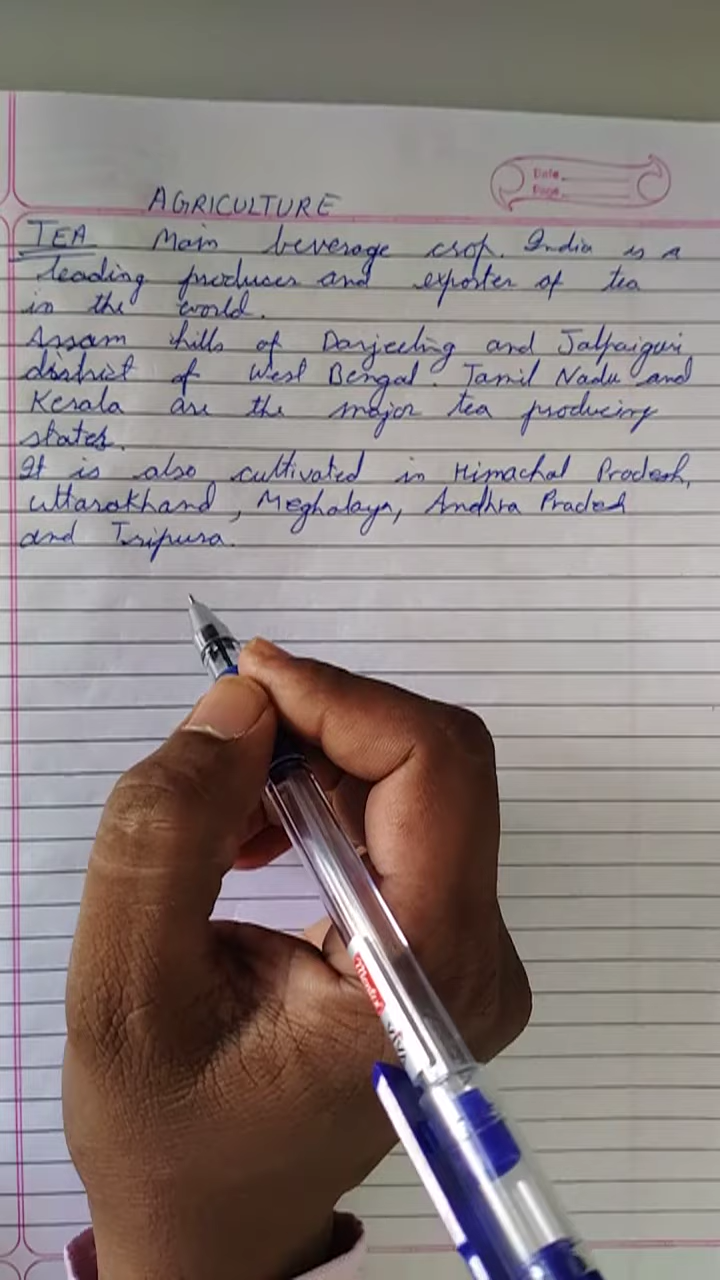 Date
Page
AGRICULTURE
TEA Main beverage crop. India is a
leading producer and exporter of tea
in the world.
Assam hills of Darjeeling and Jalpaiguri
district of West Bengal. Tamil Nadu and
Kerala are the major tea producing
states.
It is also cultivated in Himachal Pradesh,
Uttarakhand, Meghalaya, Andhra Pradesh
and Tripura.